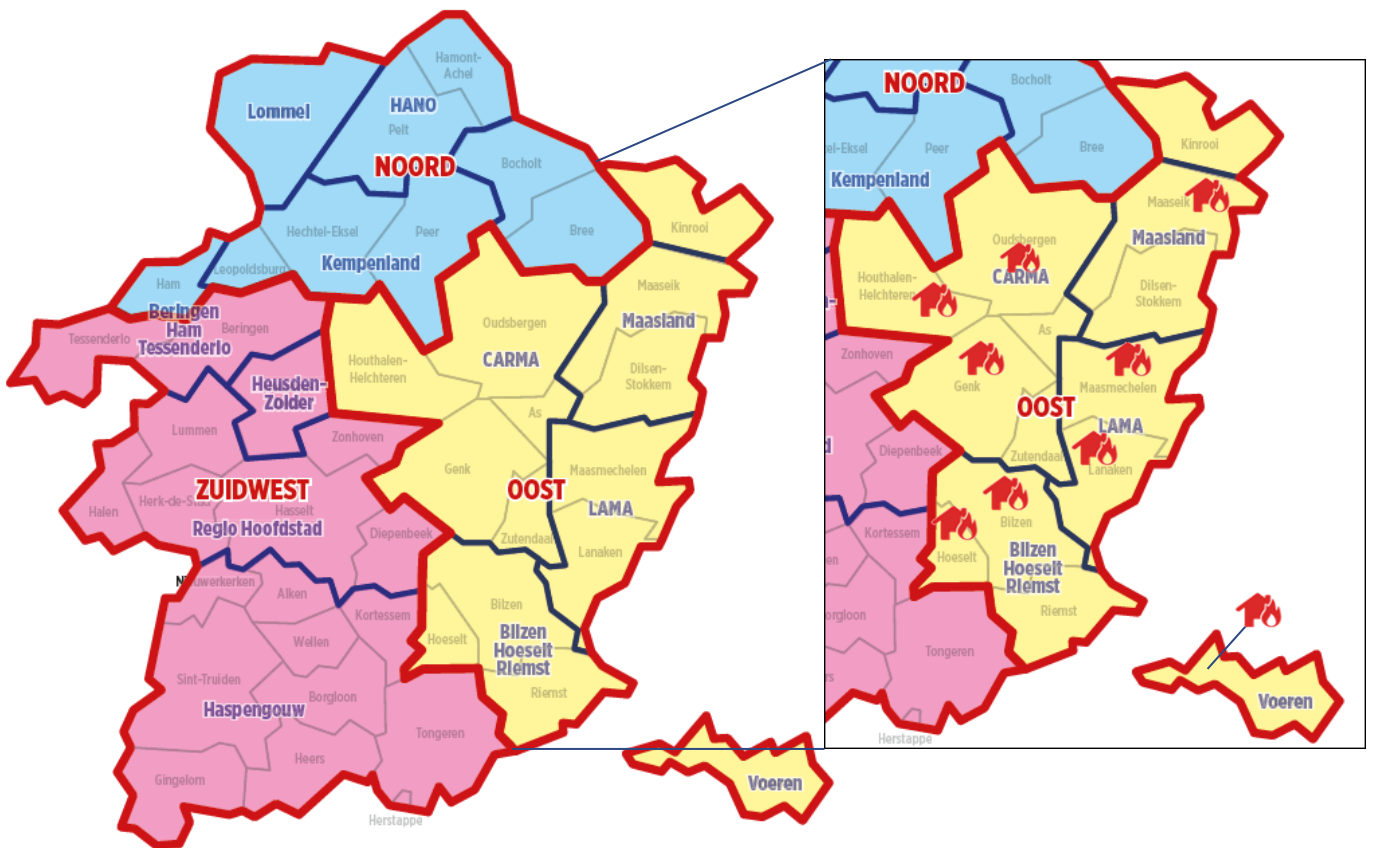 Hamont-
Achel
Lommel
HANO
Pelt
NOORD
Bocholt
Kinrooi
Hechtel-Eksel
Peer
Bree
Kempenland
Leopoldsburg
Ham
Maaseik
Beringen
Ham
Tessenderlo
Tessenderlo
Beringen
Oudsbergen
Maasland
Houthalen-
Helchteren
CARMA
Dilsen-
Stokkem
Heusden-
Zolder
As
Lummen
Zonhoven
Genk
Maasmechelen
ZUIDWEST
OOST
Herk-de-Stad
Hasselt
LAMA
Halen
Regio Hoofdstad
Diepenbeek
Zutendaal
Lanaken
Nieuwerkerken
Alken
Kortessem
Bilzen
Wellen
Hoeselt
Bilzen
Hoeselt
Riemst
Sint-Truiden
Borgloon
Riemst
Haspengouw
Tongeren
Heers
Gingelom
Voeren
Herstappe
NOORD
Bocholt
Kinrooi
el-Eksel
Peer
Bree
Kempenland
Maaseik
Maasland
Oudsbergen
CARMA
Houthalen-
Helchteren
Dilsen-
Stokkem
n-
As
Zonhoven
Genk
Maasmechelen
OOST
LAMA
d
Diepenbeek
Zutendaal
Lanaken
Bilzen
Kortessem
Hoeselt
Bilzen
Hoeselt
Riemst
en
Riemst
orgloon
Tongeren
rs
Voeren
Herstappe